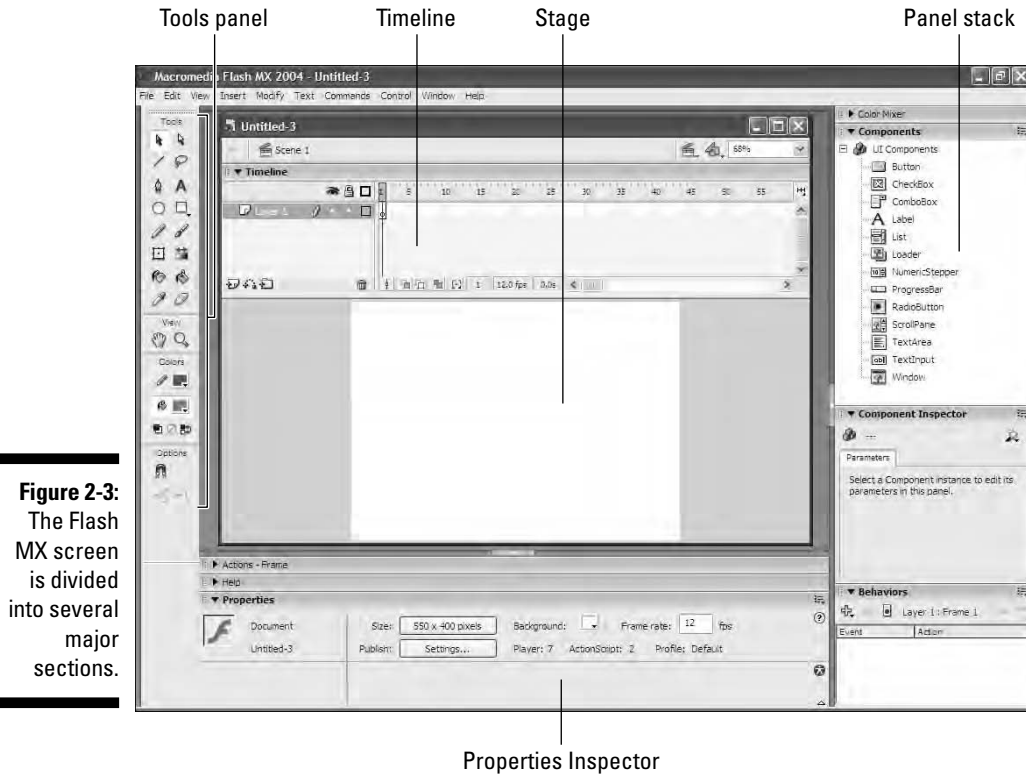 Tools panel
Timeline
Stage
Panel stack
Macromedia Flash MX 2004 - Untitled-3
File Edit View Insert Modify Text Commands Control Window Help
Tools
View
Colors
Options
Untitled-3
Scene 1
68%
Timeline
5 10 15 20 25 30 35 40 45 50 55
Layer 1
1 12.0 fps 0.0s
Color Mixer
Components
UI Components
Button
CheckBox
ComboBox
Label
List
Loader
NumericStepper
ProgressBar
RadioButton
ScrollPane
TextArea
TextInput
Window
Component Inspector
---
Parameters
Select a Component instance to edit its
parameters in this panel.
Behaviors
Layer 1 : Frame 1
Event Action
Actions - Frame
Help
Properties
Document Size: 550 x 400 pixels Background: Frame rate: 12 fps
Untitled-3 Publish: Settings... Player: 7 ActionScript: 2 Profile: Default
Properties Inspector
Figure 2-3:
The Flash
MX screen
is divided
into several
major
sections.